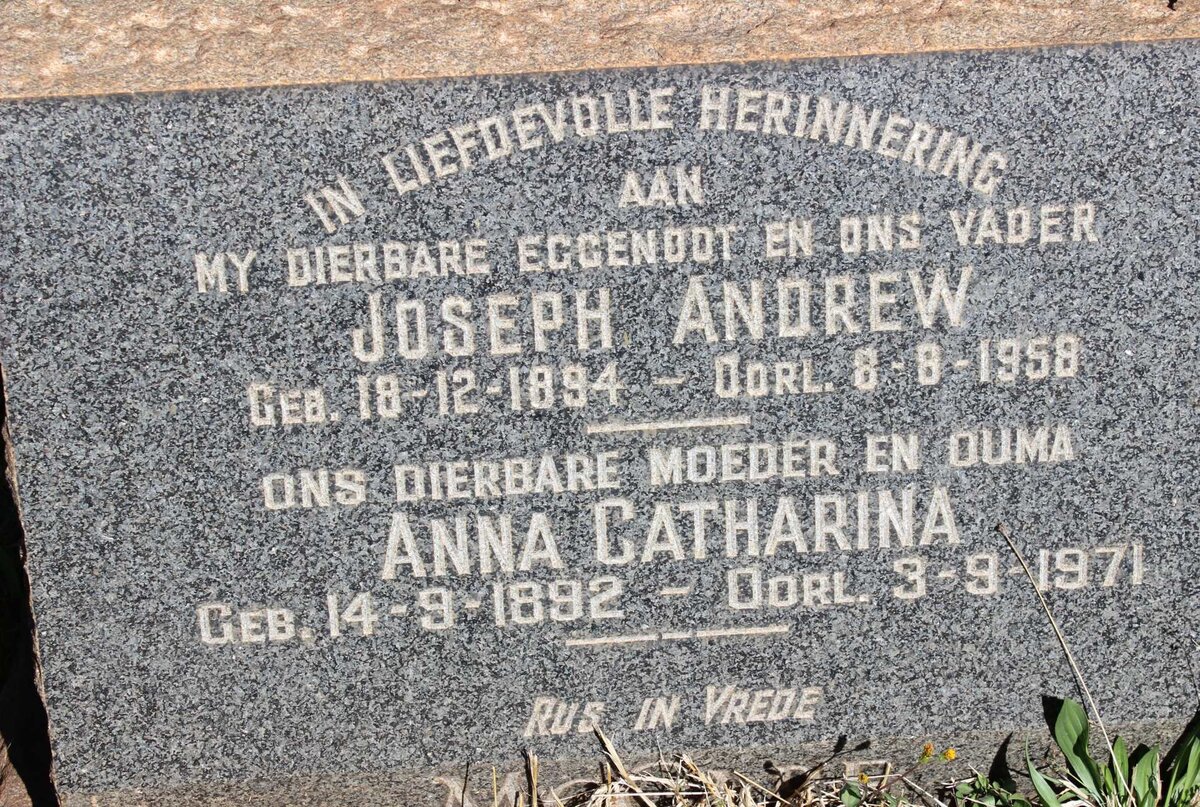 IN LIEFDEVOLLE HERINNERING
AAN
MY DIERBARE EGGENOOT EN ONS VADER
JOSEPH ANDREW
GEB. 18-12-1894 - OORL. 8-8-1958
ONS DIERBARE MOEDER EN OUMA
ANNA CATHARINA
GEB. 14-9-1892 - OORL. 3-9-1971
RUS IN VREDE